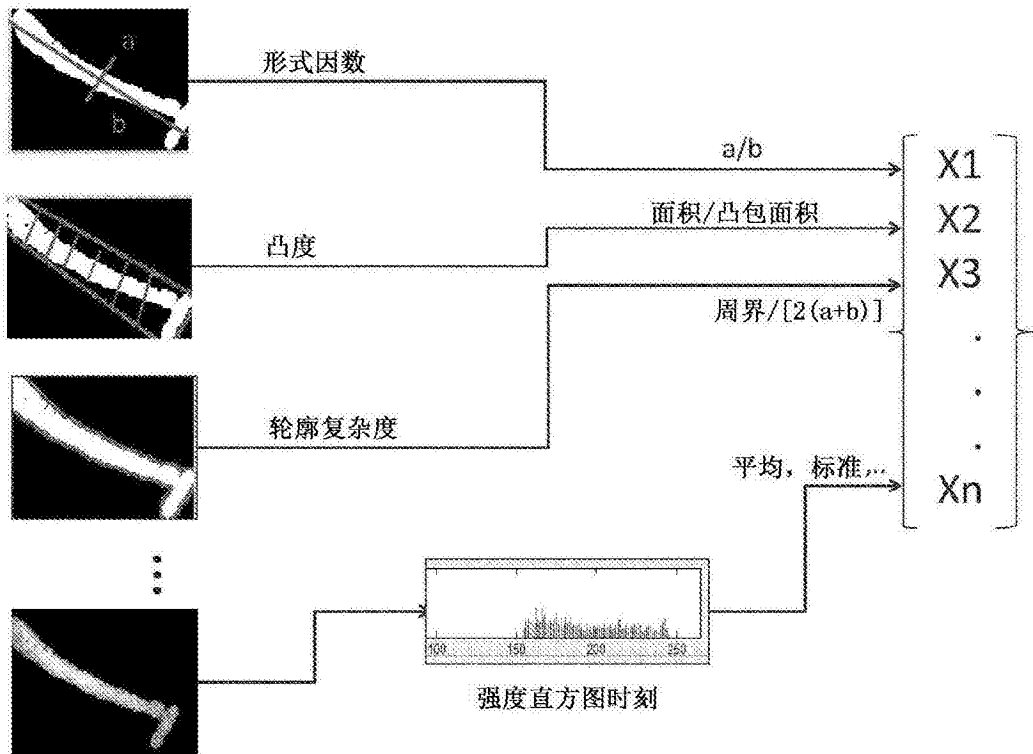 a
b
形式因数
a/b
X1
面积/凸包面积
X2
凸度
X3
周界/[2(a+b)]
轮廓复杂度
平均，标准,..
Xn
100 150 200 250
强度直方图时刻